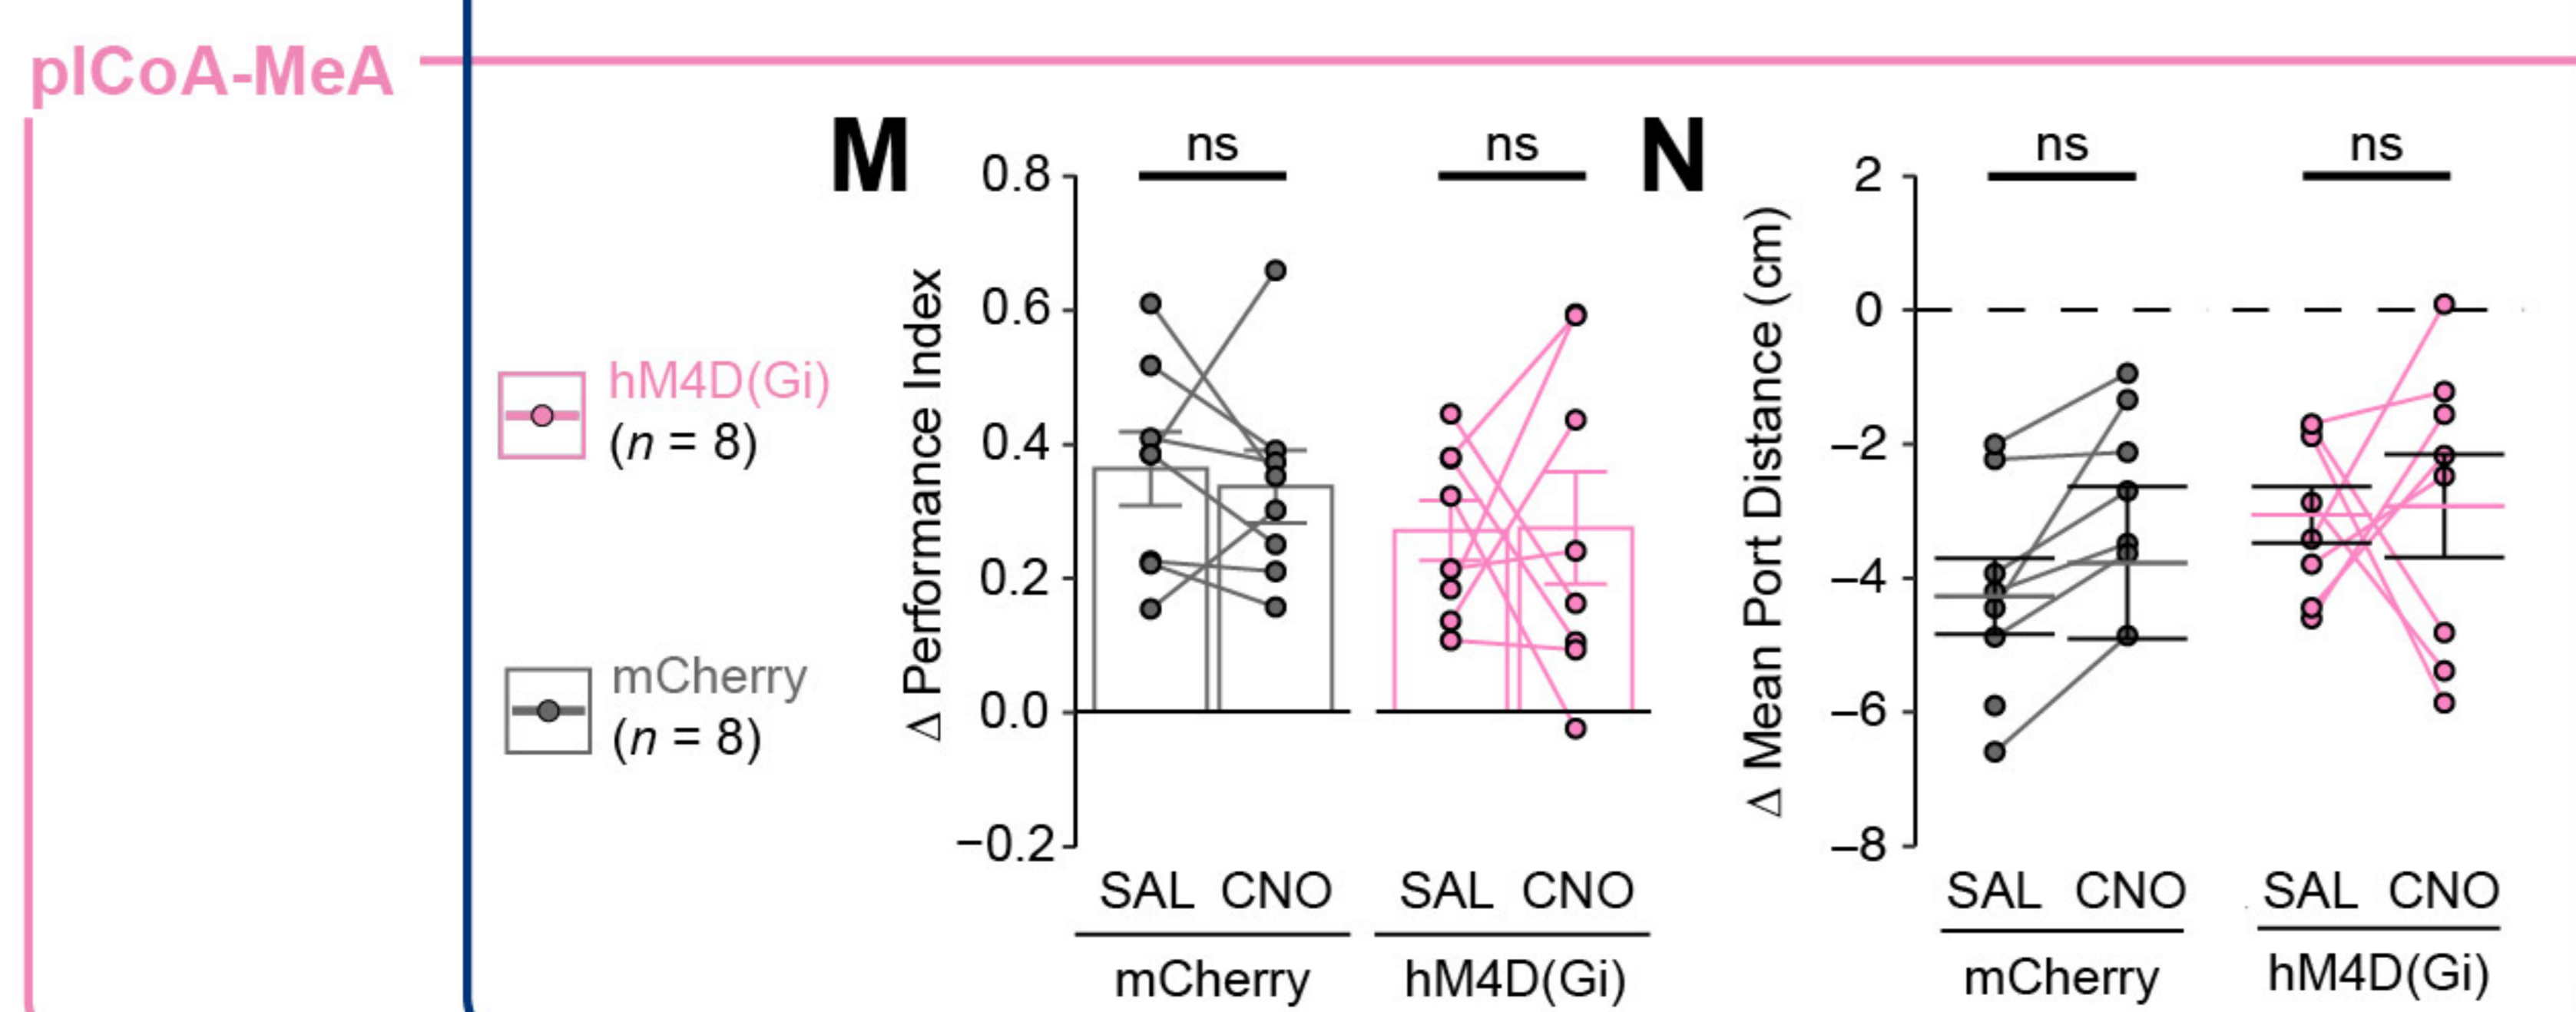 plCoA-MeA
hM4D(Gi)
(n = 8)
mCherry
(n = 8)
M
Δ Performance Index
0.8
0.6
0.4
0.2
0.0
−0.2
ns
ns
SAL CNO
SAL CNO
mCherry
hM4D(Gi)
N
Δ Mean Port Distance (cm)
2
0
−2
−4
−6
−8
ns
ns
SAL CNO
SAL CNO
mCherry
hM4D(Gi)